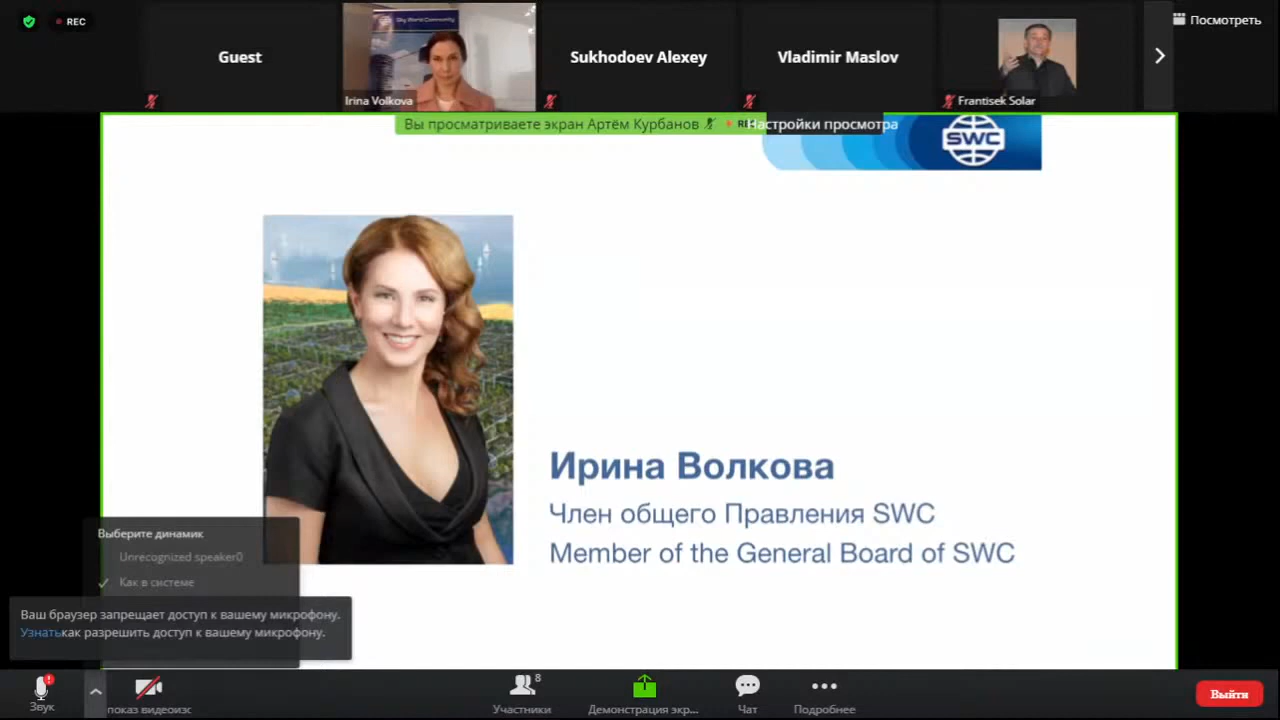 REC
Посмотреть
Guest
Sky World Community
Irina Volkova
Sukhodoev Alexey
Vladimir Maslov
Frantisek Solar
Вы просматриваете экран Артём Курбанов
Настройки просмотра
SWC
Ирина Волкова
Член общего Правления SWC
Member of the General Board of SWC
Выберите динамик
Unrecognized speaker0
Как в системе
Ваш браузер запрещает доступ к вашему микрофону.
Узнатькак разрешить доступ к вашему микрофону.
Звук
показ видеоизс
8
Участники
Демонстрация экр...
Чат
Подробнее
Выйти